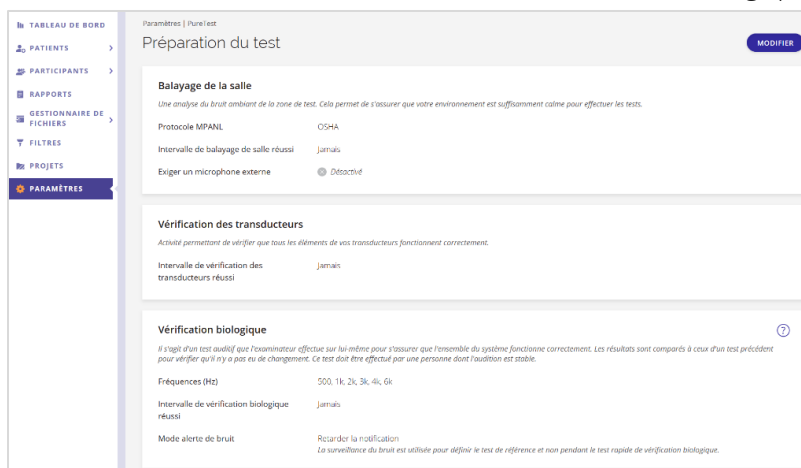 TABLEAU DE BORD
PATIENTS
PARTICIPANTS
RAPPORTS
GESTIONNAIRE DE
FICHIERS
FILTRES
PROJETS
PARAMÈTRES
Paramètres | PureTest
Préparation du test
MODIFIER
Balayage de la salle
Une analyse du bruit ambiant de la zone de test. Cela permet de s'assurer que votre environnement est suffisamment calme pour effectuer les tests.
Protocole MPANL OSHA
Intervalle de balayage de salle réussi Jamais
Exiger un microphone externe Désactivé
Vérification des transducteurs
Activité permettant de vérifier que tous les éléments de vos transducteurs fonctionnent correctement.
Intervalle de vérification des Jamais
transducteurs réussi
Vérification biologique
?
Il s'agit d'un test auditif que l'examinateur effectue sur lui-même pour s'assurer que l'ensemble du système fonctionne correctement. Les résultats sont comparés à ceux d'un test précédent
pour vérifier qu'il n'y a pas eu de changement. Ce test doit être effectué par une personne dont l'audition est stable.
Fréquences (Hz) 500, 1k, 2k, 3k, 4k, 6k
Intervalle de vérification biologique Jamais
réussi
Mode alerte de bruit Retarder la notification
La surveillance du bruit est utilisée pour définir le test de référence et non pendant le test rapide de vérification biologique.